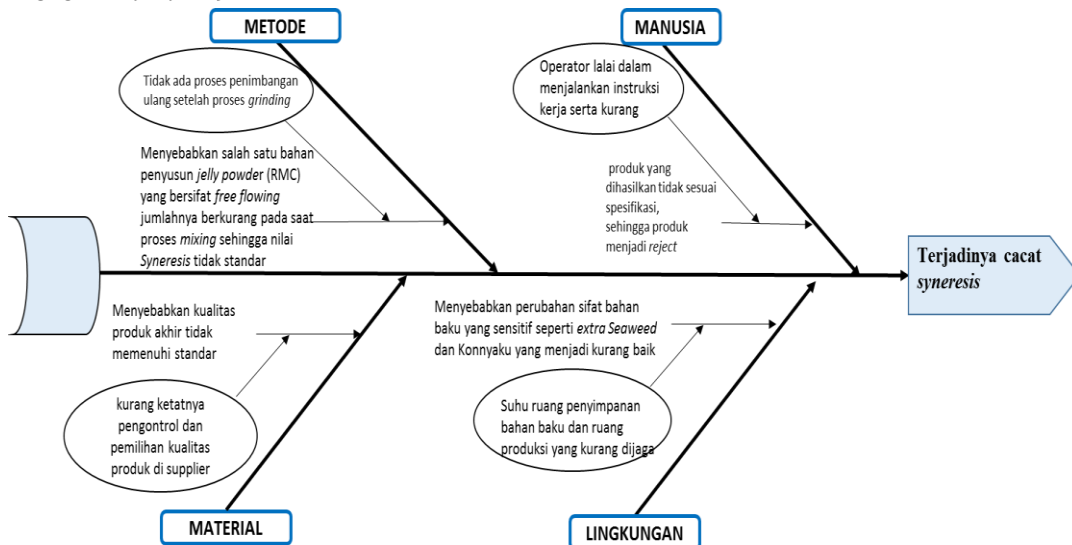 METODE
MANUSIA
Tidak ada proses penimbangan
ulang setelah proses grinding
Operator lalai dalam
menjalankan instruksi
kerja serta kurang
Menyebabkan salah satu bahan
penyusun jelly powder (RMC)
yang bersifat free flowing
jumlahnya berkurang pada saat
proses mixing sehingga nilai
Syneresis tidak standar
produk yang
dihasilkan tidak sesuai
spesifikasi,
sehingga produk
menjadi reject
Terjadinya cacat
syneresis
Menyebabkan kualitas
produk akhir tidak
memenuhi standar
Menyebabkan perubahan sifat bahan
baku yang sensitif seperti extra Seaweed
dan Konnyaku yang menjadi kurang baik
kurang ketatnya
pengontrol dan
pemilihan kualitas
produk di supplier
Suhu ruang penyimpanan
bahan baku dan ruang
produksi yang kurang dijaga
MATERIAL
LINGKUNGAN